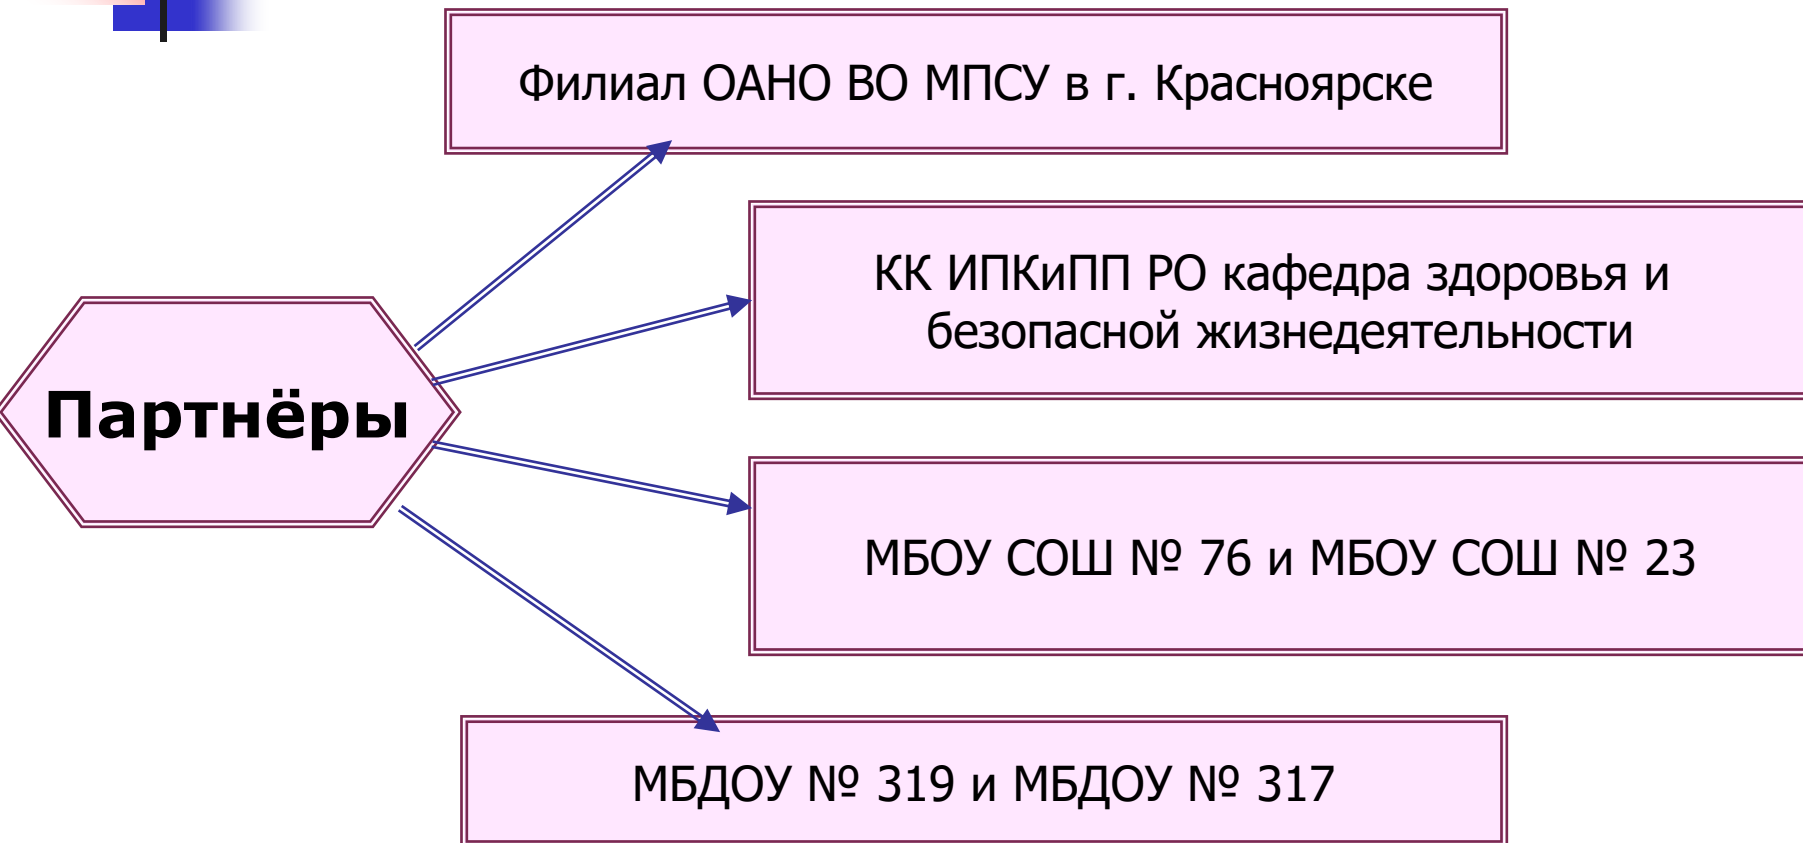 Филиал ОАНО ВО МПСУ в г. Красноярске
КК ИПКиПП РО кафедра здоровья и
безопасной жизнедеятельности
Партнёры
МБОУ СОШ № 76 и МБОУ СОШ № 23
МБДОУ № 319 и МБДОУ № 317